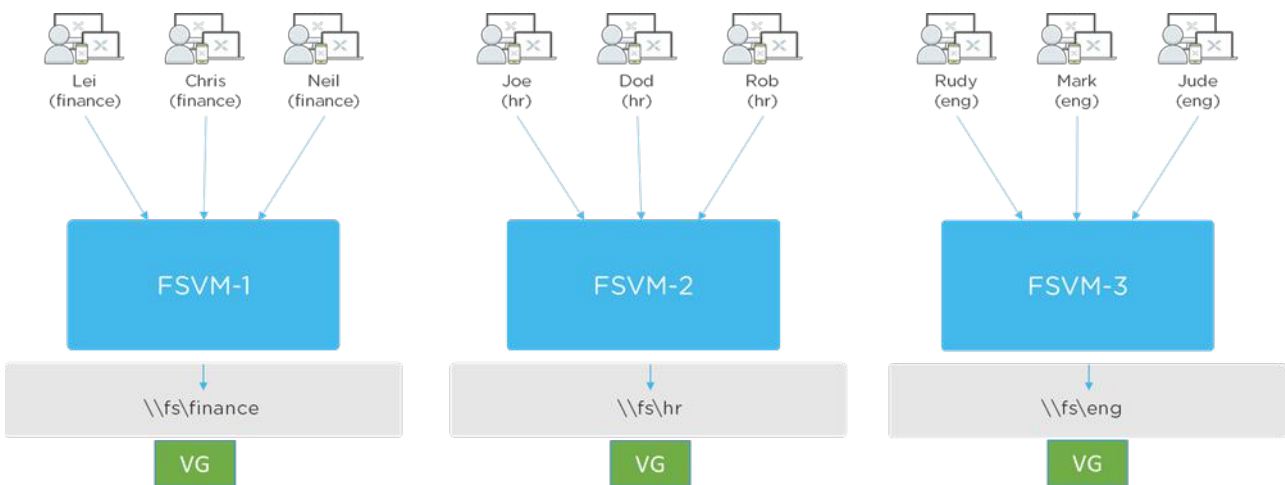 Lei
(finance)
Chris
(finance)
Neil
(finance)
Joe
(hr)
Dod
(hr)
Rob
(hr)
Rudy
(eng)
Mark
(eng)
Jude
(eng)
FSVM-1
FSVM-2
FSVM-3
\\fs\finance
\\fs\hr
\\fs\eng
VG
VG
VG